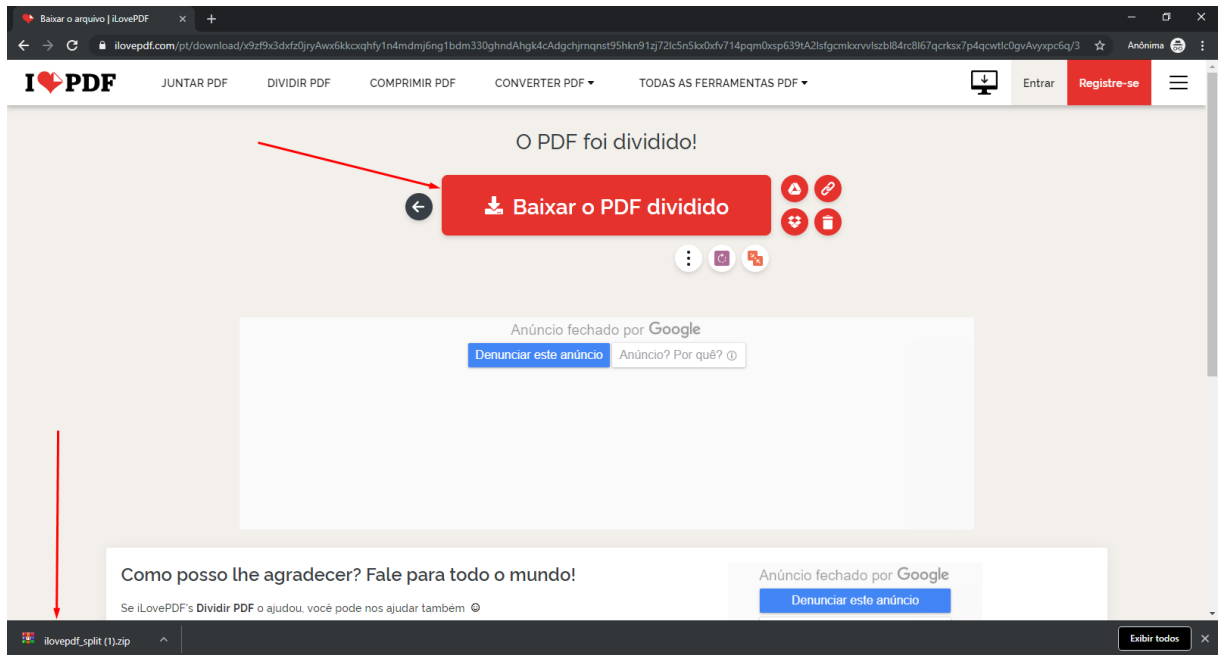 Baixar o arquivo | iLovePDF
ilovepdf.com/pt/download/
Anônima
I PDF
JUNTAR PDF
DIVIDIR PDF
COMPRIMIR PDF
CONVERTER PDF
TODAS AS FERRAMENTAS PDF
Entrar
Registre-se
O PDF foi dividido!
Baixar o PDF dividido
Anúncio fechado por Google
Denunciar este anúncio
Anúncio? Por quê?
Como posso lhe agradecer? Fale para todo o mundo!
Se iLovePDF's Dividir PDF o ajudou, você pode nos ajudar também
Anúncio fechado por Google
Denunciar este anúncio
ilovepdf_split (1).zip
Exibir todos